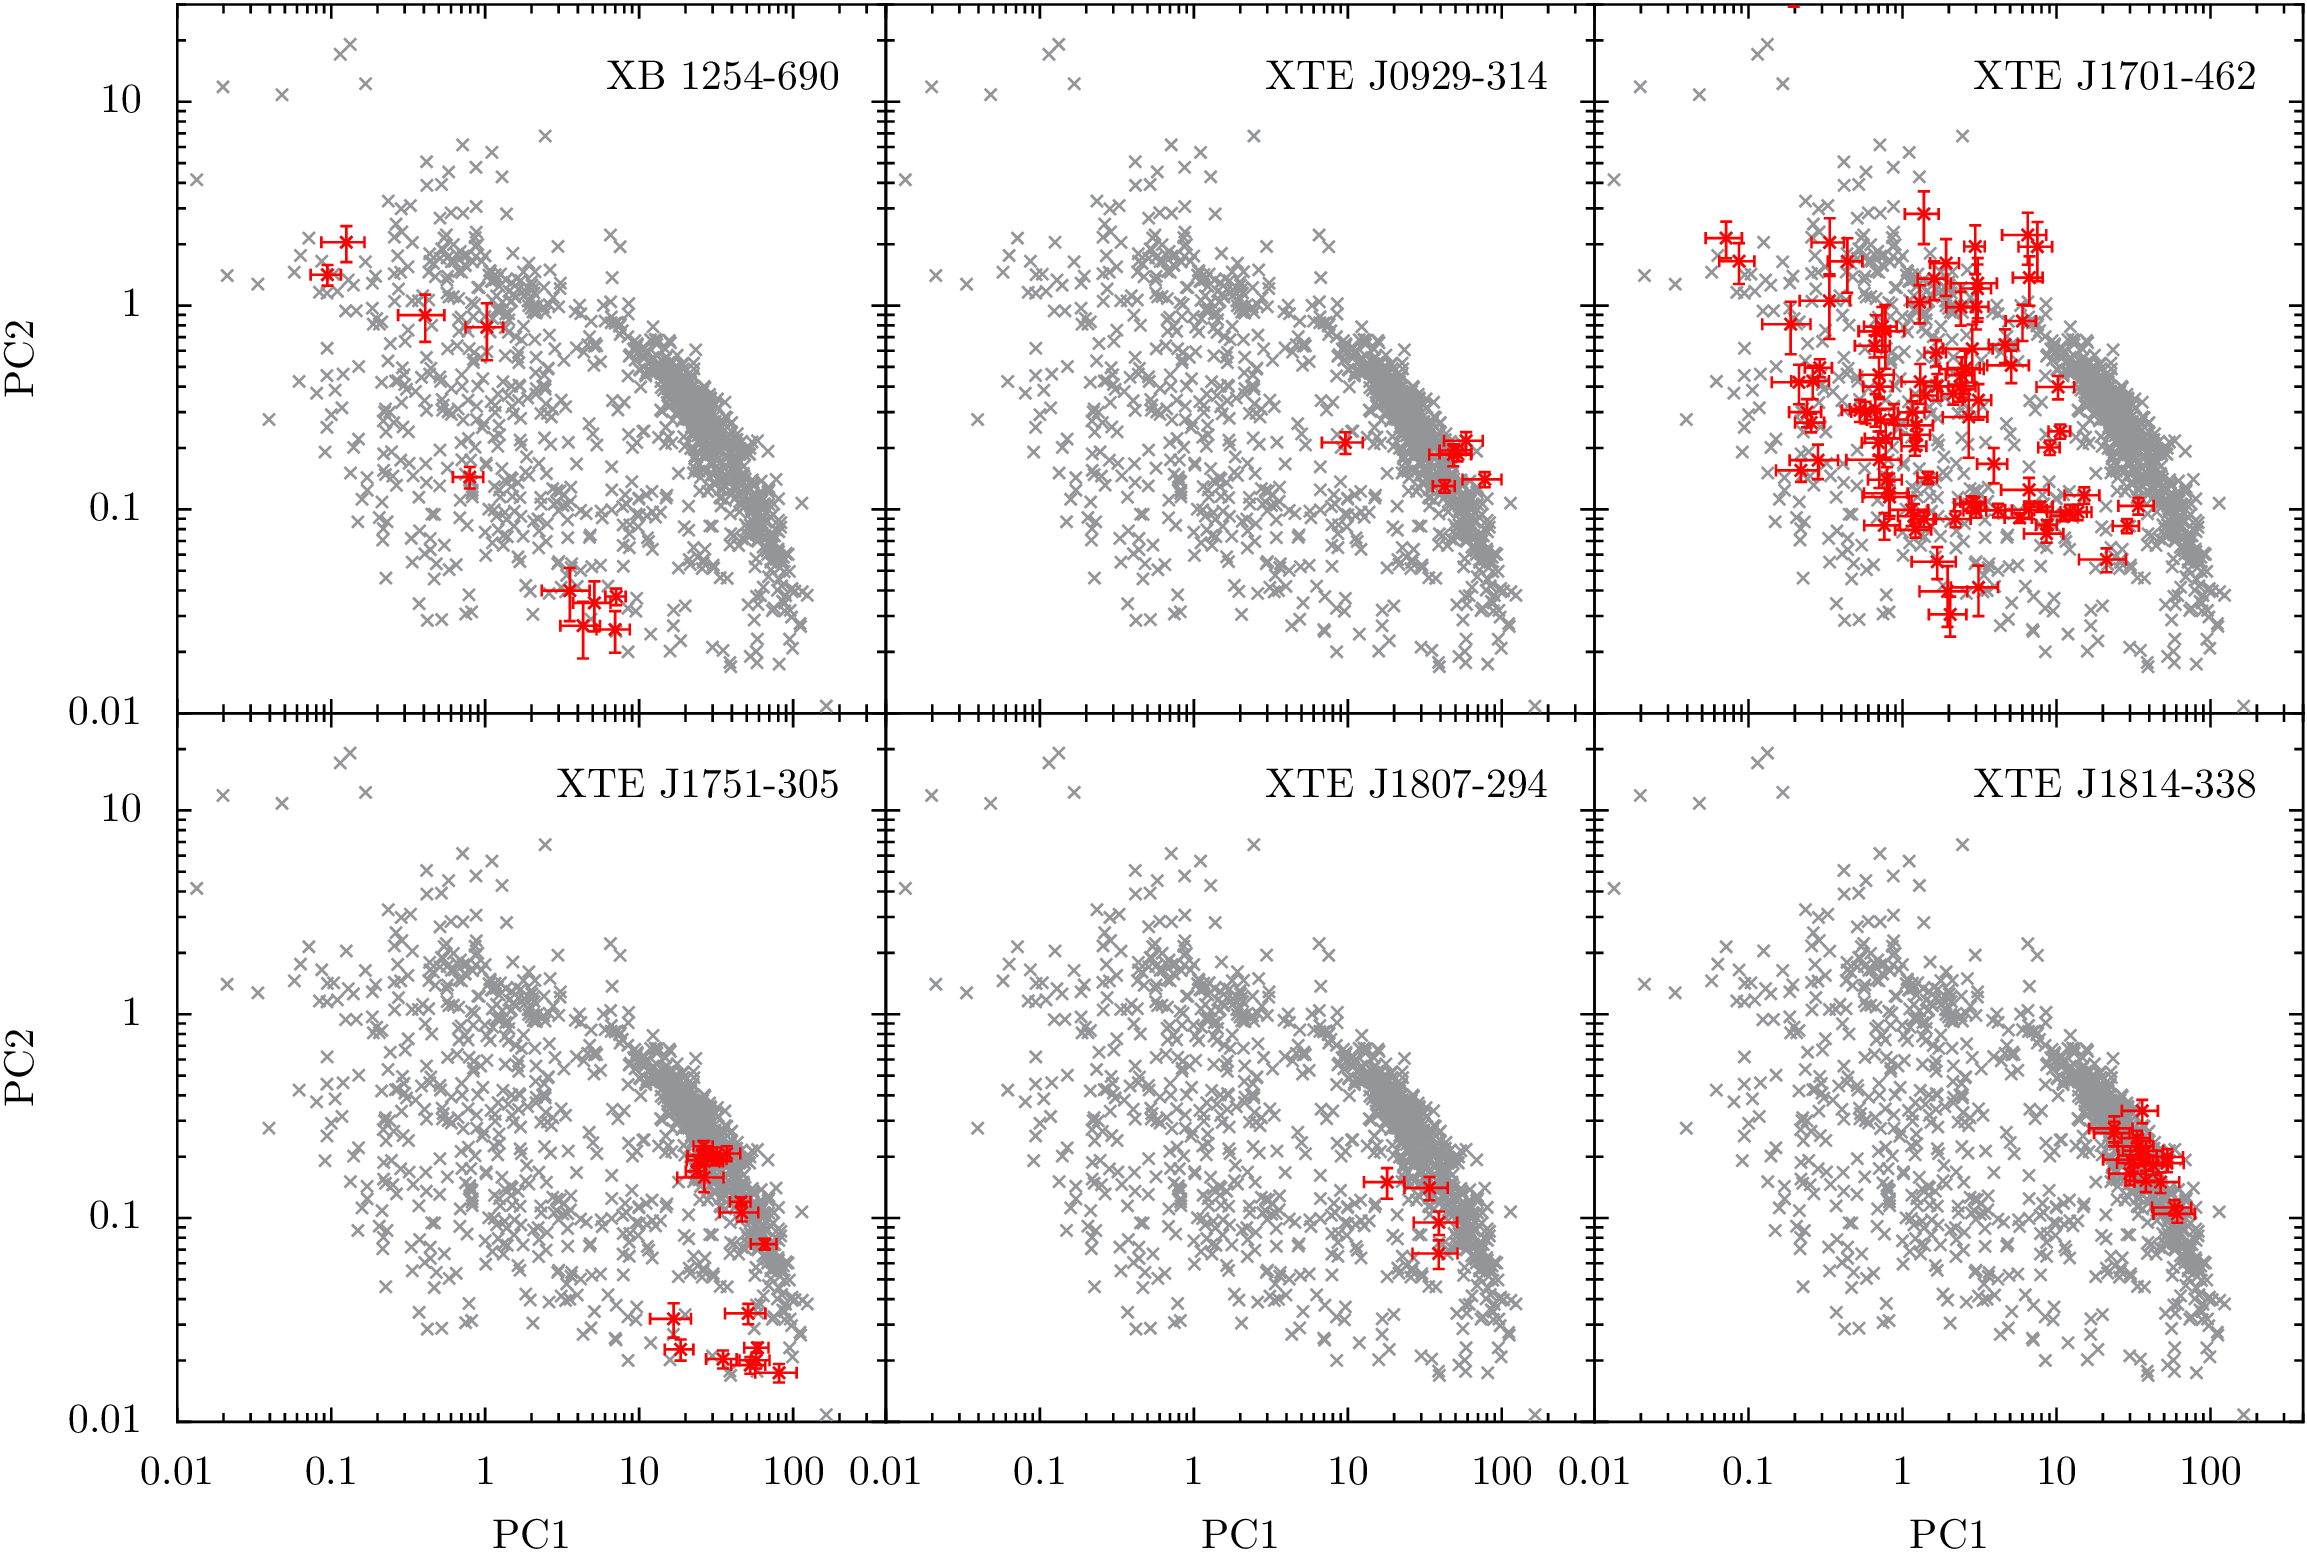 XB 1254-690
XTE J0929-314
XTE J1701-462
10
1
0.1
0.01
PC2
XTE J1751-305
XTE J1807-294
XTE J1814-338
10
1
0.1
0.01
PC2
0.01 0.1 1 10 100 0.01 0.1 1 10 100 0.01 0.1 1 10 100
PC1 PC1 PC1